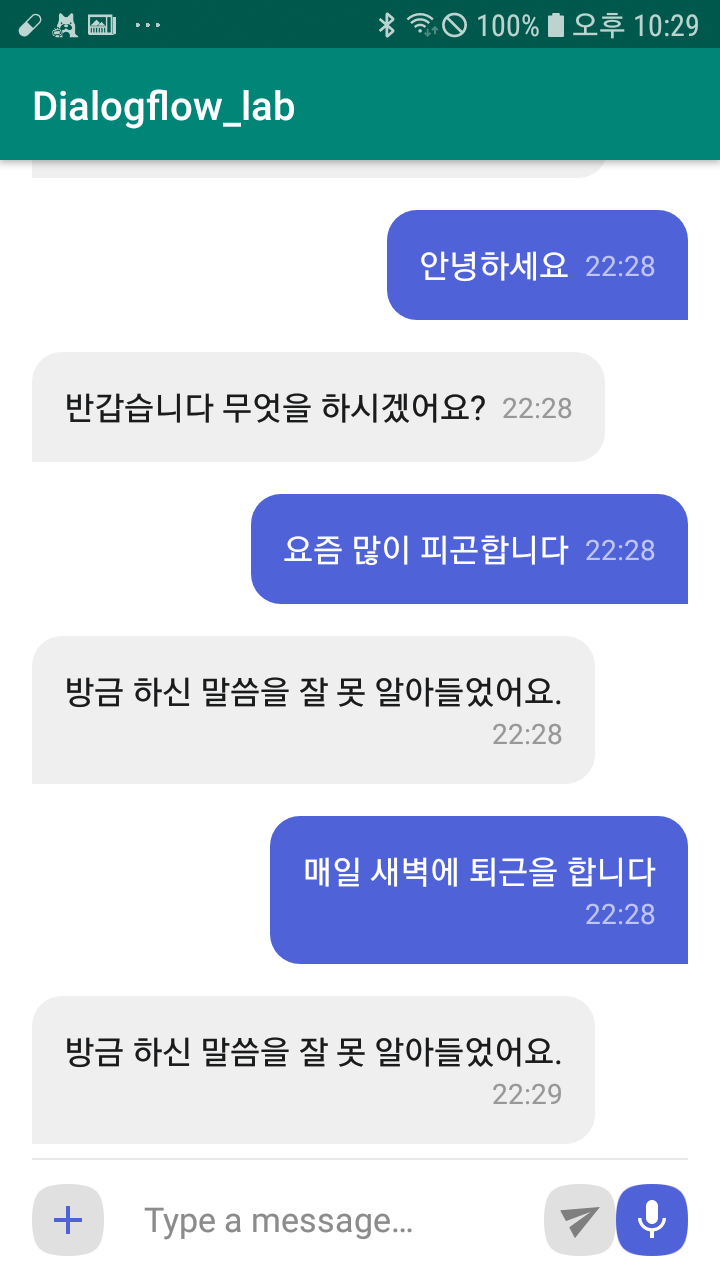 100% 오후 10:29
Dialogflow_lab
안녕하세요 22:28
반갑습니다 무엇을 하시겠어요? 22:28
요즘 많이 피곤합니다 22:28
방금 하신 말씀을 잘 못 알아들었어요.
22:28
매일 새벽에 퇴근을 합니다
22:28
방금 하신 말씀을 잘 못 알아들었어요.
22:29
Type a message...